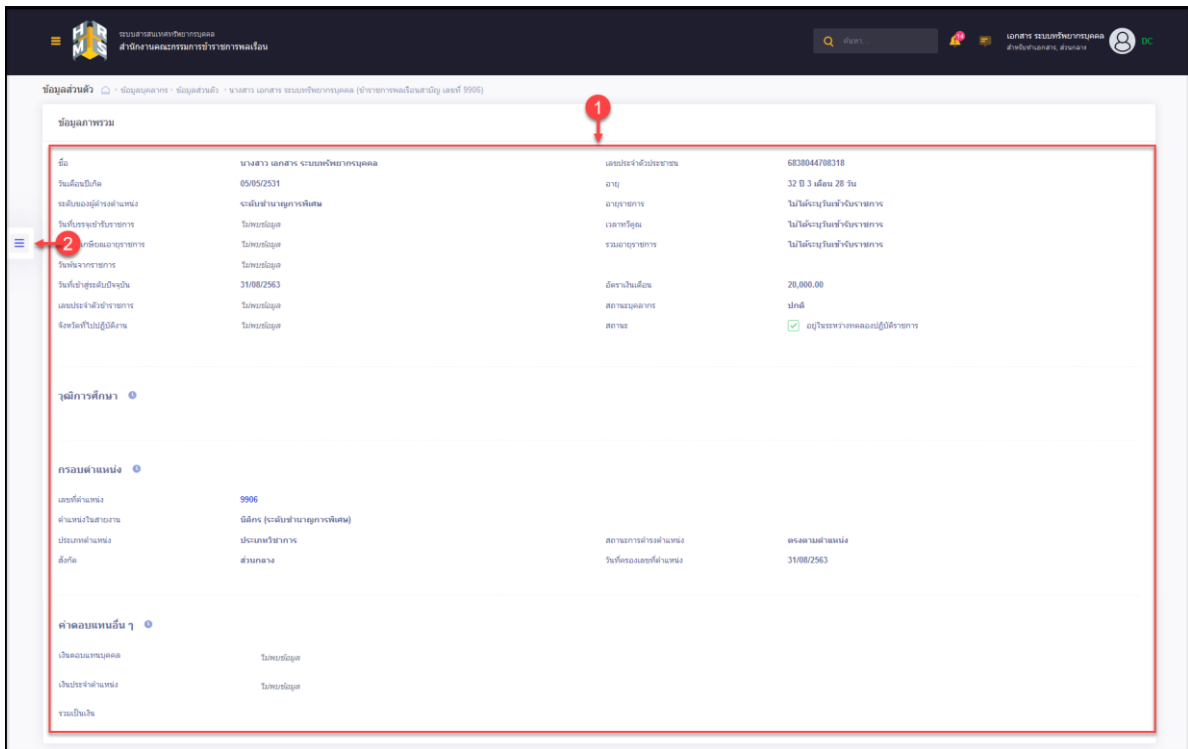 HR
MIS
ระบบสารสนเทศทรัพยากรบุคคล
สำนักงานคณะกรรมการข้าราชการพลเรือน
ค้นหา...
เอกสาร ระบบทรัพยากรบุคคล
สำหรับทำเอกสาร, ส่วนกลาง
DC
ข้อมูลส่วนตัว - ข้อมูลบุคลากร - ข้อมูลส่วนตัว - นางสาว เอกสาร ระบบทรัพยากรบุคคล (ข้าราชการพลเรือนสามัญ เลขที่ 9906)
1
ข้อมูลภาพรวม
ชื่อ นางสาว เอกสาร ระบบทรัพยากรบุคคล เลขประจำตัวประชาชน 6838044708318
วันเดือนปีเกิด 05/05/2531 อายุ 32 ปี 3 เดือน 28 วัน
ระดับของผู้ดำรงตำแหน่ง ระดับชำนาญการพิเศษ อายุราชการ ไม่ได้ระบุวันเข้ารับราชการ
วันที่บรรจุเข้ารับราชการ ไม่พบข้อมูล เวลาทวีคูณ ไม่ได้ระบุวันเข้ารับราชการ
2 เกษียณอายุราชการ ไม่พบข้อมูล รวมอายุราชการ ไม่ได้ระบุวันเข้ารับราชการ
วันพ้นจากราชการ ไม่พบข้อมูล
วันที่เข้าสู่ระดับปัจจุบัน 31/08/2563 อัตราเงินเดือน 20,000.00
เลขประจำตัวข้าราชการ ไม่พบข้อมูล สถานะบุคลากร ปกติ
จังหวัดที่ไปปฏิบัติงาน ไม่พบข้อมูล สถานะ อยู่ในระหว่างทดลองปฏิบัติราชการ
วุฒิการศึกษา
กรอบตำแหน่ง
เลขที่ตำแหน่ง 9906
ตำแหน่งในสายงาน นิติกร (ระดับชำนาญการพิเศษ)
ประเภทตำแหน่ง ประเภทวิชาการ สถานะการดำรงตำแหน่ง ตรงตามตำแหน่ง
สังกัด ส่วนกลาง วันที่ครองเลขที่ตำแหน่ง 31/08/2563
ค่าตอบแทนอื่น ๆ
เงินตอบแทนบุคคล ไม่พบข้อมูล
เงินประจำตำแหน่ง ไม่พบข้อมูล
รวมเป็นเงิน